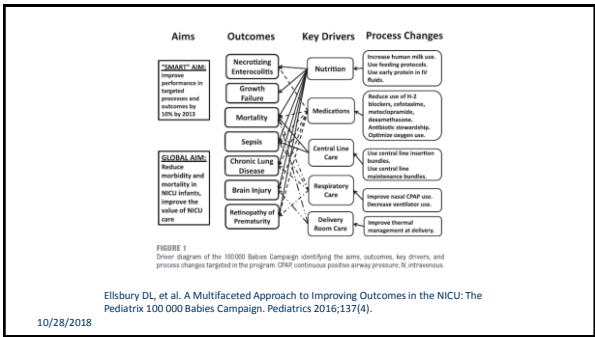 Aims
Outcomes
Key Drivers
Process Changes
"SMART" AIM:
Improve
performance in
targeted
processes and
outcomes by
10% by 2013
GLOBAL AIM:
Reduce
morbidity and
mortality in
NICU infants,
improve the
value of NICU
care
Necrotizing
Enterocolitis
Growth
Failure
Mortality
Sepsis
Chronic Lung
Disease
Brain Injury
Retinopathy of
Prematurity
Nutrition
Medications
Central Line
Care
Respiratory
Care
Delivery
Room Care
Increase human milk use.
Use feeding protocols.
Use early protein in IV
fluids.
Reduce use of H-2
blockers, cefotaxime,
metoclopramide,
dexamethasone.
Antibiotic stewardship.
Optimize oxygen use.
Use central line insertion
bundles.
Use central line
maintenance bundles.
Improve nasal CPAP use.
Decrease ventilator use.
Improve thermal
management at delivery.
FIGURE 1
Driver diagram of the 100 000 Babies Campaign identifying the aims, outcomes, key drivers, and
process changes targeted in the program. CPAP, continuous positive airway pressure; IV, intravenous.
Ellsbury DL, et al. A Multifaceted Approach to Improving Outcomes in the NICU: The
Pediatrix 100 000 Babies Campaign. Pediatrics 2016;137(4).
10/28/2018